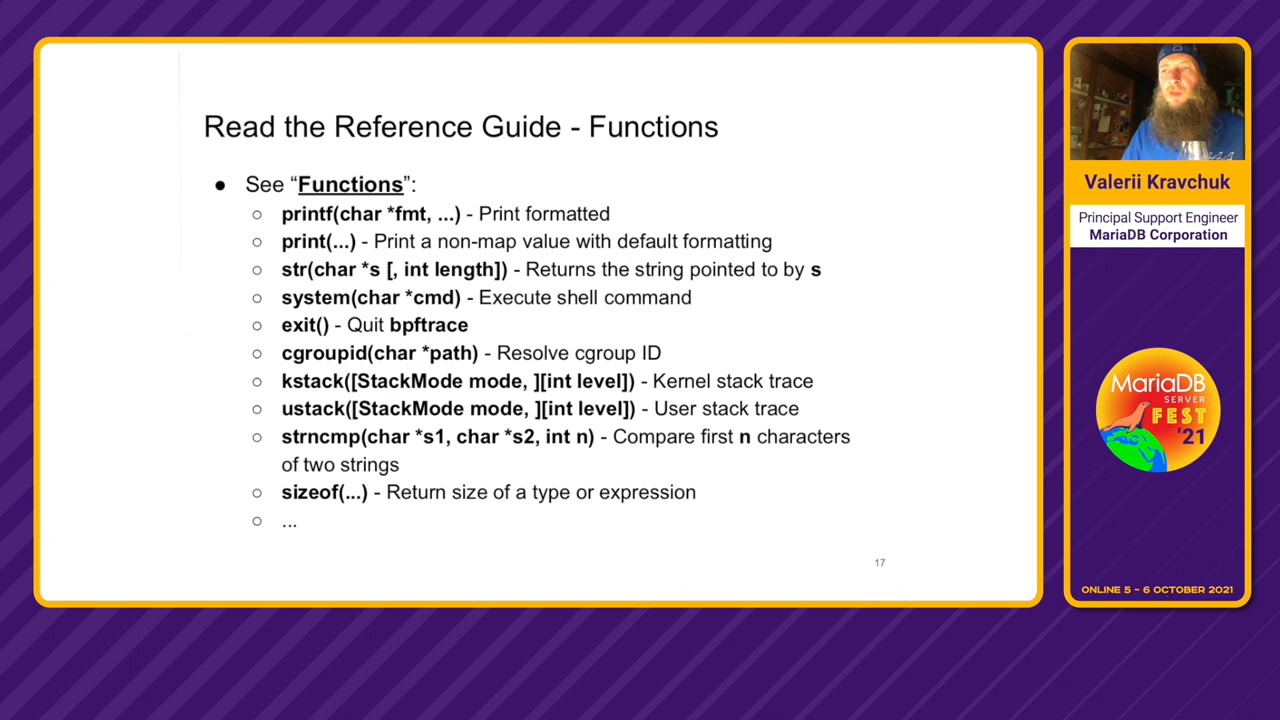 Read the Reference Guide - Functions
● See “Functions”:
○ printf(char *fmt, ...) - Print formatted
○ print(...) - Print a non-map value with default formatting
○ str(char *s [, int length]) - Returns the string pointed to by s
○ system(char *cmd) - Execute shell command
○ exit() - Quit bpftrace
○ cgroupid(char *path) - Resolve cgroup ID
○ kstack([StackMode mode, ][int level]) - Kernel stack trace
○ ustack([StackMode mode, ][int level]) - User stack trace
○ strncmp(char *s1, char *s2, int n) - Compare first n characters
of two strings
○ sizeof(...) - Return size of a type or expression
○ ...
17
Valerii Kravchuk
Principal Support Engineer
MariaDB Corporation
MariaDB
SERVER
FEST
'21
ONLINE 5 - 6 OCTOBER 2021